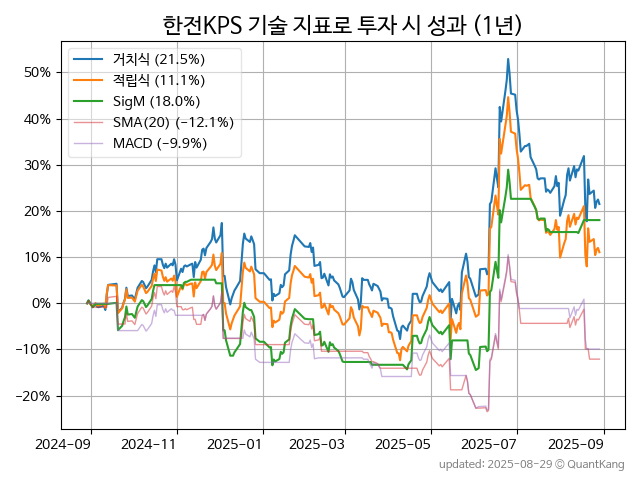 한전KPS 기술 지표로 투자 시 성과 (1년)
거치식 (21.5%)
적립식 (11.1%)
SigM (18.0%)
SMA(20) (−12.1%)
MACD (−9.9%)
50%
40%
30%
20%
10%
0%
−10%
−20%
2024-09
2024-11
2025-01
2025-03
2025-05
2025-07
2025-09
updated: 2025-08-29 © QuantKang